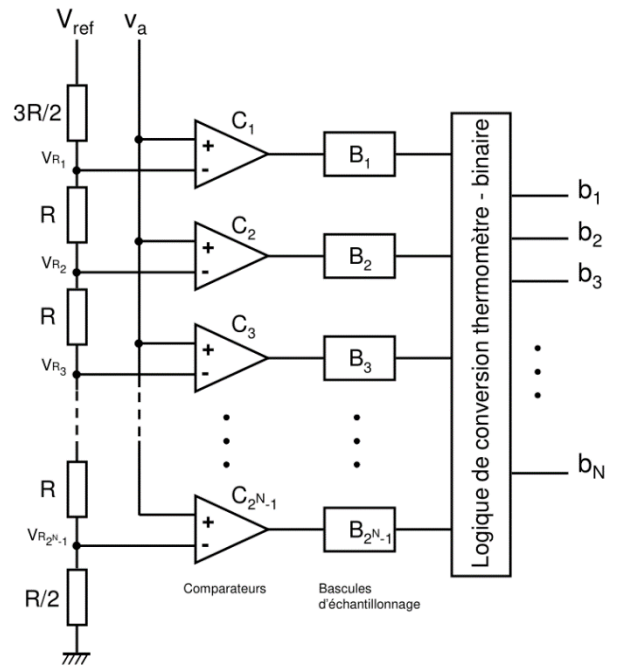 V_ref v_a
3R/2
V_R1
C_1
+
-
B_1
R
V_R2
C_2
+
-
B_2
R
V_R3
C_3
+
-
B_3
R
V_R2^N-1
C_2^N-1
+
-
B_2^N-1
R/2
Comparateurs
Bascules
d'échantillonnage
Logique de conversion thermomètre - binaire
b_1
b_2
b_3
b_N